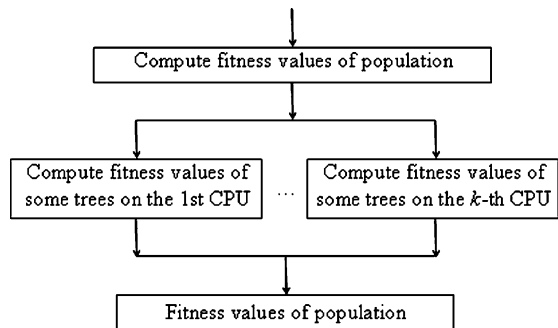 Compute fitness values of population
Compute fitness values of
some trees on the 1st CPU
...
Compute fitness values of
some trees on the k-th CPU
Fitness values of population